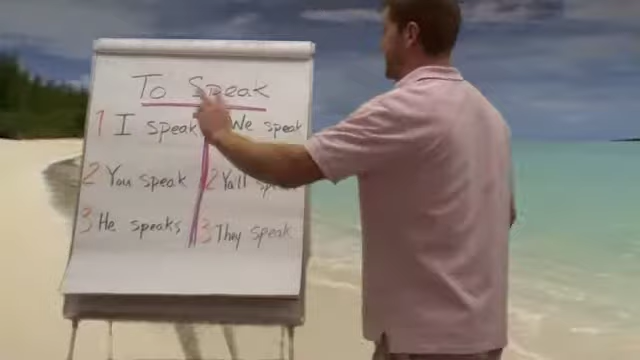 To Speak
1 I speak We speak
2 You speak 2 Y'all
3 He speaks 3 They speak